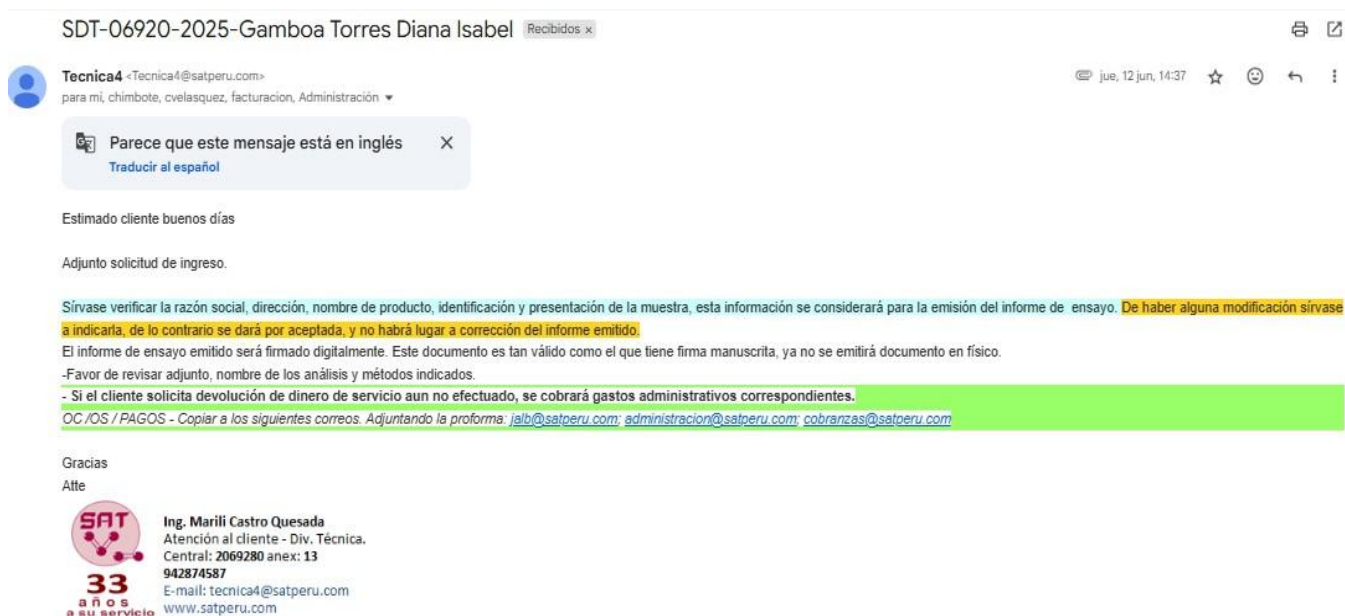 SDT-06920-2025-Gamboa Torres Diana Isabel Recibidos x
Tecnica4 <Tecnica4@satperu.com>
jue, 12 jun, 14:37
para mí, chimbote, cvelasquez, facturacion, Administración
Parece que este mensaje está en inglés
Traducir al español
Estimado cliente buenos días
Adjunto solicitud de ingreso.
Sírvase verificar la razón social, dirección, nombre de producto, identificación y presentación de la muestra, esta información se considerará para la emisión del informe de ensayo. De haber alguna modificación sírvase
a indicarla, de lo contrario se dará por aceptada, y no habrá lugar a corrección del informe emitido.
El informe de ensayo emitido será firmado digitalmente. Este documento es tan válido como el que tiene firma manuscrita, ya no se emitirá documento en físico.
-Favor de revisar adjunto, nombre de los análisis y métodos indicados.
- Si el cliente solicita devolución de dinero de servicio aun no efectuado, se cobrará gastos administrativos correspondientes.
OC /OS / PAGOS - Copiar a los siguientes correos. Adjuntando la proforma: jalb@satperu.com; administracion@satperu.com; cobranzas@satperu.com
Gracias
Atte
SAT
33
años
a su servicio
Ing. Marili Castro Quesada
Atención al cliente - Div. Técnica.
Central: 2069280 anex: 13
942874587
E-mail: tecnica4@satperu.com
www.satperu.com